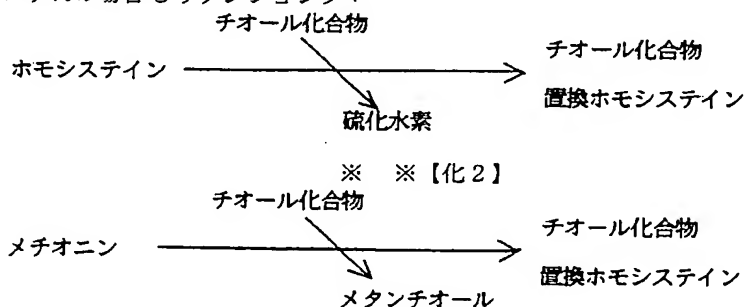 チオール化合物
ホモシステイン
チオール化合物
置換ホモシステイン
硫化水素
※ ※【化2】
チオール化合物
メチオニン
チオール化合物
置換ホモシステイン
メタンチオール